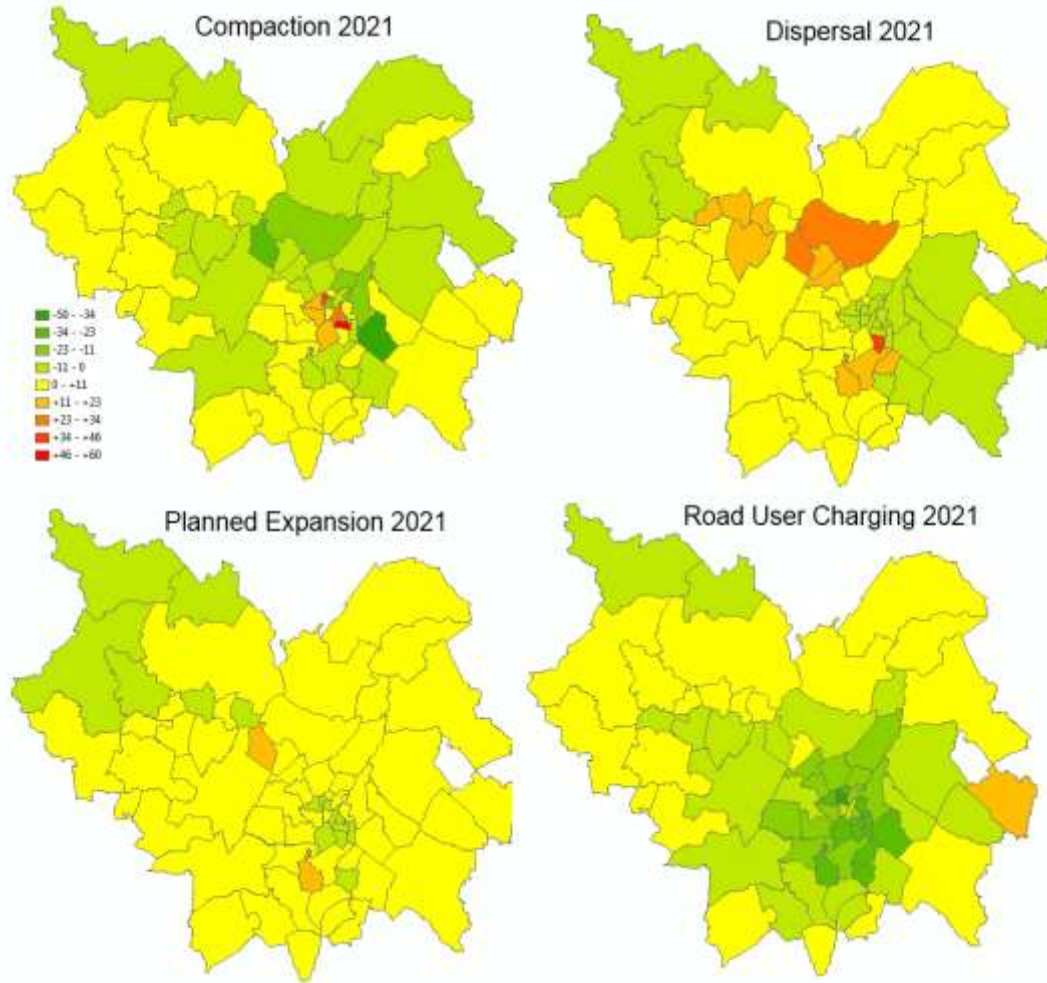 Compaction 2021
Dispersal 2021
-50 - -34
-34 - -23
-23 - -11
-11 - 0
0 - +11
+11 - +23
+23 - +34
+34 - +46
+46 - +60
Planned Expansion 2021
Road User Charging 2021